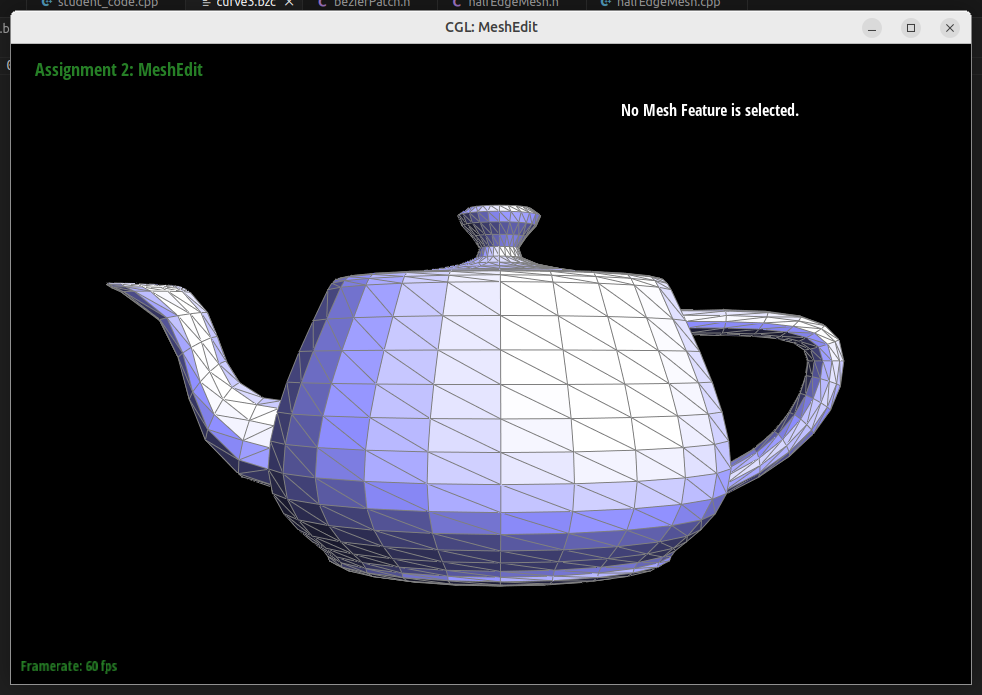 student_code.cpp curve3.bzc bezierPatch.h halfEdgeMesh.h halfEdgeMesh.cpp
CGL: MeshEdit
Assignment 2: MeshEdit
No Mesh Feature is selected.
Framerate: 60 fps